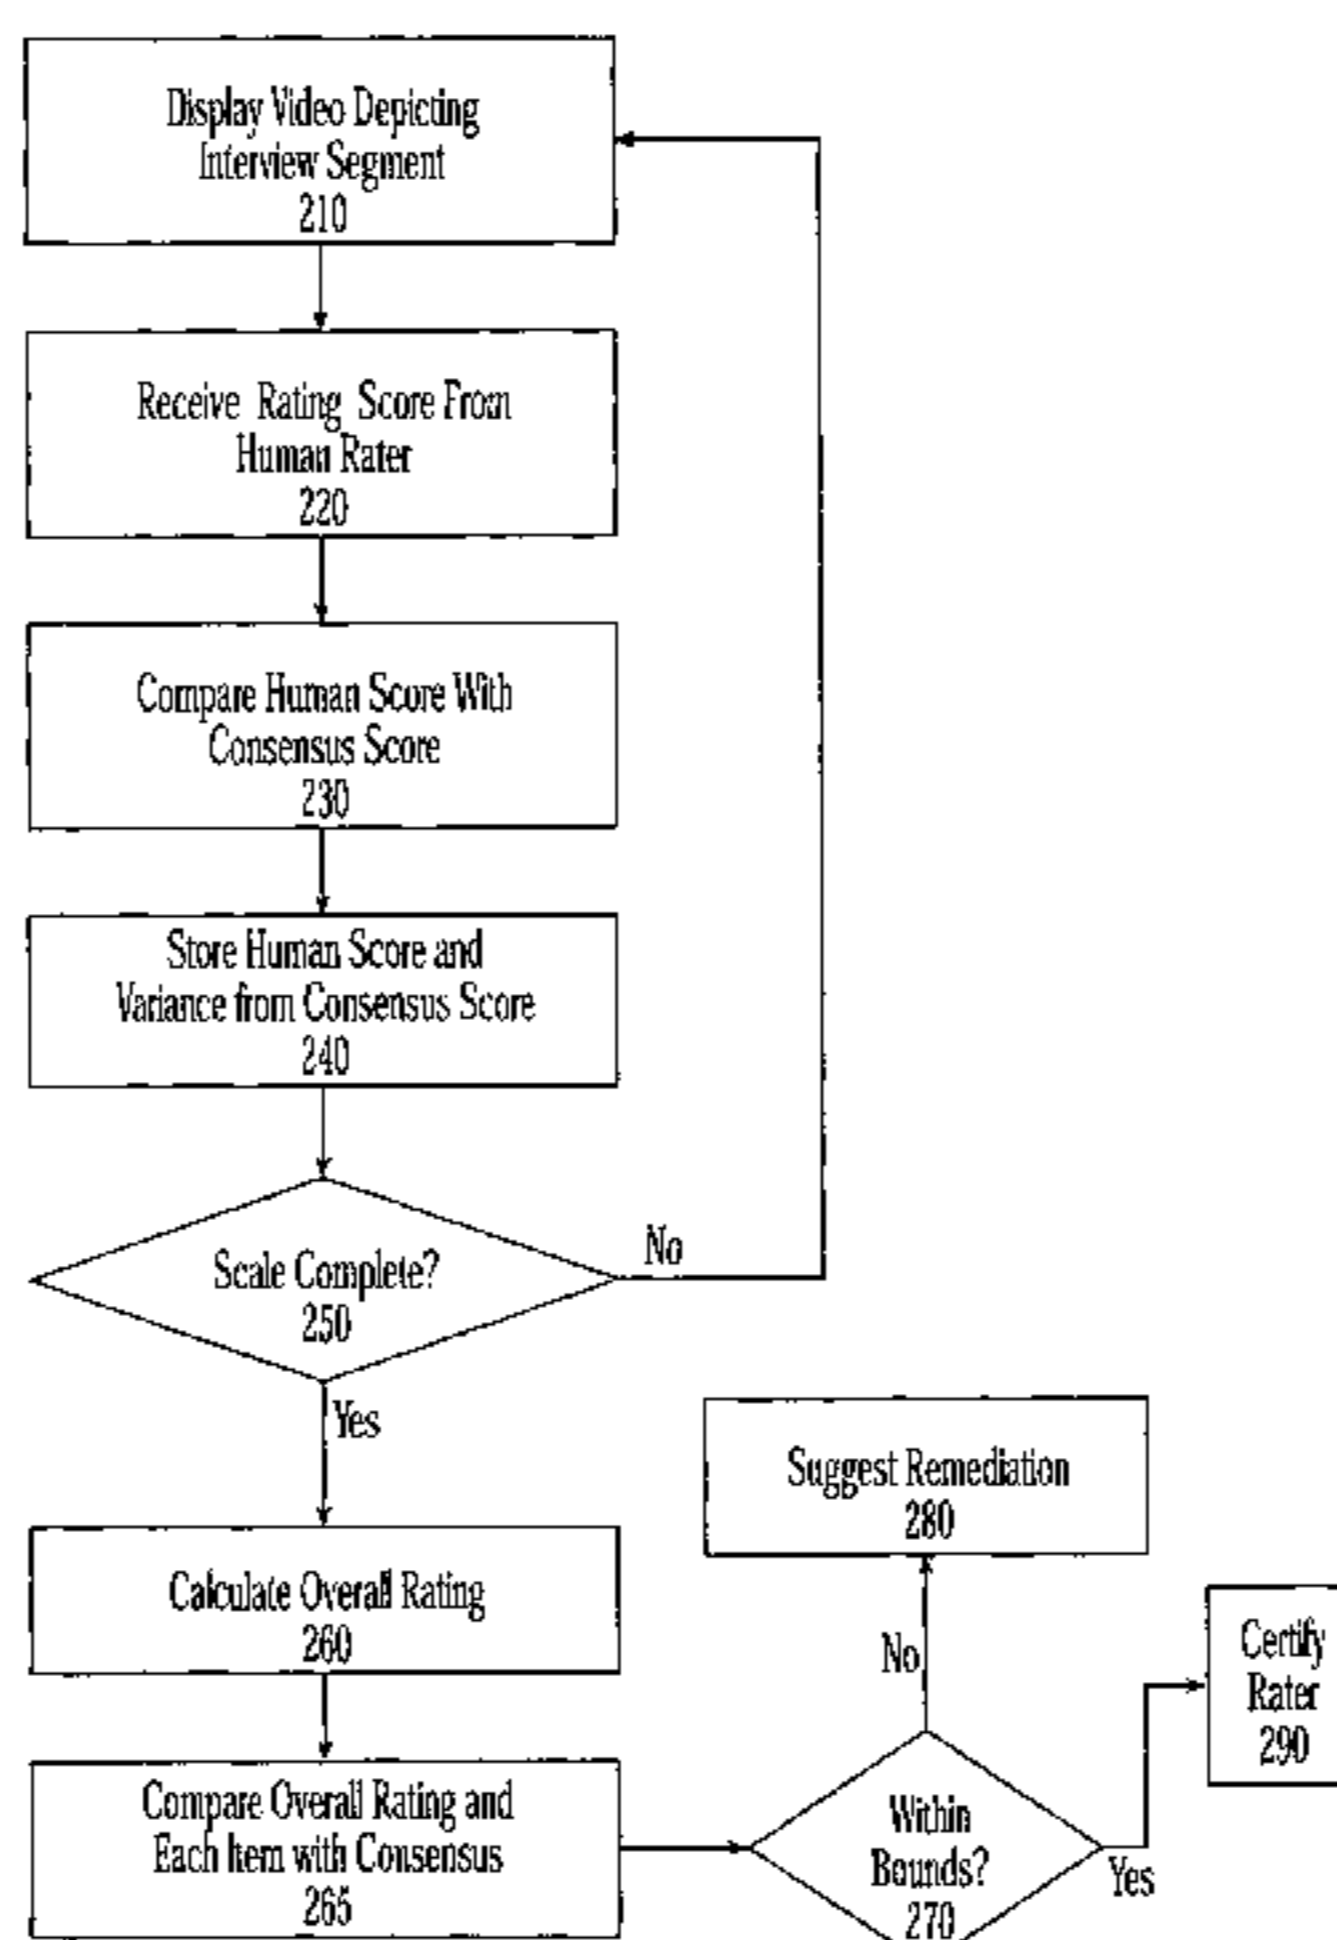 Display Video Depicting
Interview Segment
210
Receive Rating Score From
Human Rater
220
Compare Human Score With
Consensus Score
230
Store Human Score and
Variance from Consensus Score
240
Scale Complete?
250
No
Yes
Calculate Overall Rating
260
Compare Overall Rating and
Each Item with Consensus
265
Within
Bounds?
270
No
Suggest Remediation
280
Yes
Certify
Rater
290